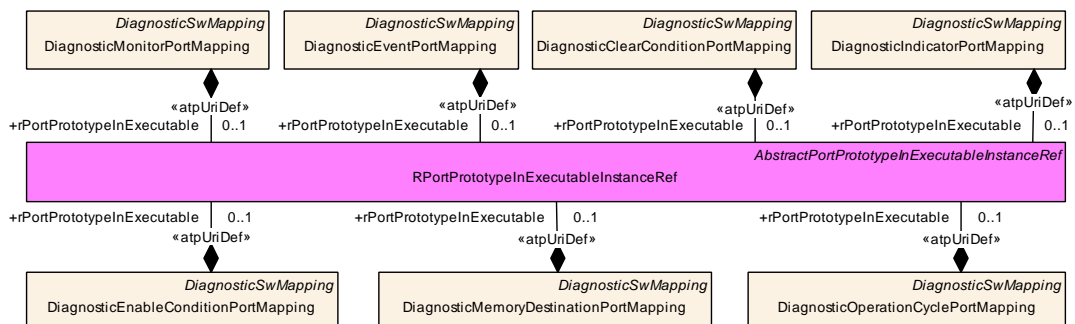 DiagnosticSwMapping
DiagnosticMonitorPortMapping
DiagnosticSwMapping
DiagnosticEventPortMapping
DiagnosticSwMapping
DiagnosticClearConditionPortMapping
DiagnosticSwMapping
DiagnosticIndicatorPortMapping
«atpUriDef»
+rPortPrototypeInExecutable 0..1
«atpUriDef»
+rPortPrototypeInExecutable 0..1
«atpUriDef»
+rPortPrototypeInExecutable 0..1
«atpUriDef»
+rPortPrototypeInExecutable 0..1
AbstractPortPrototypeInExecutableInstanceRef
RPortPrototypeInExecutableInstanceRef
+rPortPrototypeInExecutable 0..1
«atpUriDef»
+rPortPrototypeInExecutable 0..1
«atpUriDef»
+rPortPrototypeInExecutable 0..1
«atpUriDef»
DiagnosticSwMapping
DiagnosticEnableConditionPortMapping
DiagnosticSwMapping
DiagnosticMemoryDestinationPortMapping
DiagnosticSwMapping
DiagnosticOperationCyclePortMapping